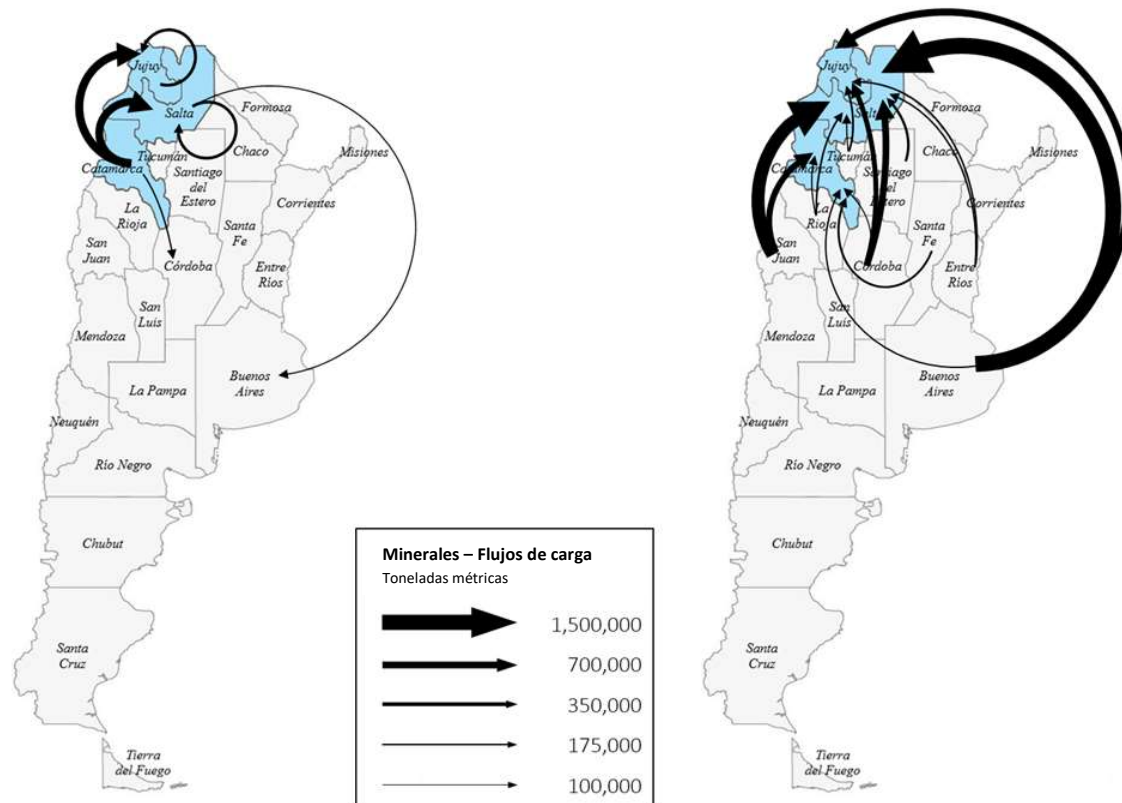 Jujuy
Salta
Formosa
Catamarca
Tucumán
Chaco
Misiones
Santiago
del
Estero
Corrientes
La
Rioja
Santa
Fe
San
Juan
Córdoba
Entre
Ríos
San
Luis
Mendoza
Buenos
Aires
La Pampa
Neuquén
Río Negro
Chubut
Santa
Cruz
Tierra
del Fuego
Jujuy
Salta
Formosa
Catamarca
Tucumán
Chaco
Misiones
Santiago
del
Estero
Corrientes
La
Rioja
Santa
Fe
San
Juan
Córdoba
Entre
Ríos
San
Luis
Mendoza
Buenos
Aires
La Pampa
Neuquén
Río Negro
Chubut
Santa
Cruz
Tierra
del Fuego
Minerales – Flujos de carga
Toneladas métricas
1,500,000
700,000
350,000
175,000
100,000